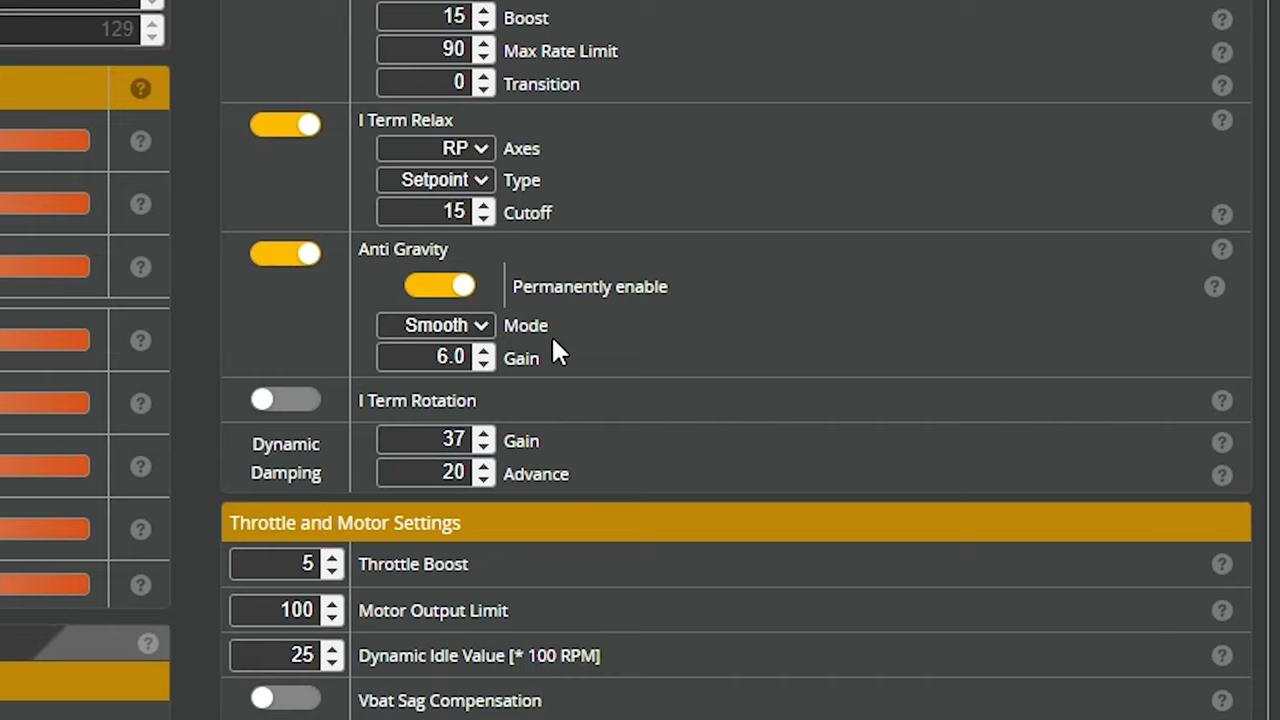 129
15 Boost
90 Max Rate Limit
0 Transition
I Term Relax
RP Axes
Setpoint Type
15 Cutoff
Anti Gravity
Permanently enable
Smooth Mode
6.0 Gain
I Term Rotation
Dynamic
Damping
37 Gain
20 Advance
Throttle and Motor Settings
5 Throttle Boost
100 Motor Output Limit
25 Dynamic Idle Value [* 100 RPM]
Vbat Sag Compensation